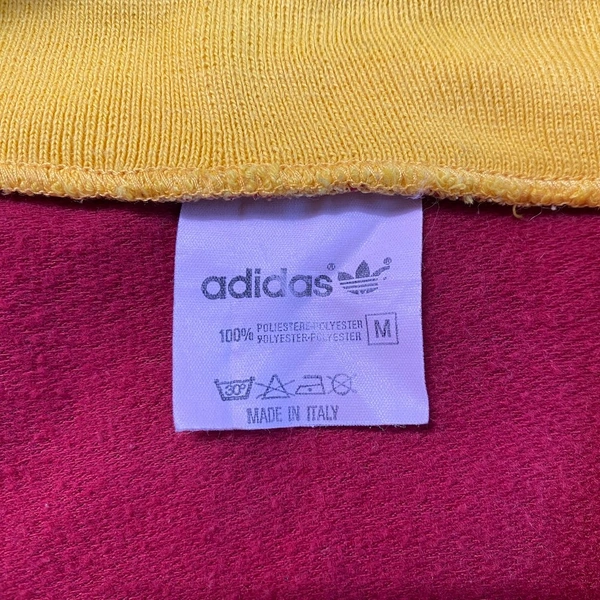 adidas®
100% POLIESTERE·POLYESTER M
POLYESTER·POLYESTER
30°
MADE IN ITALY